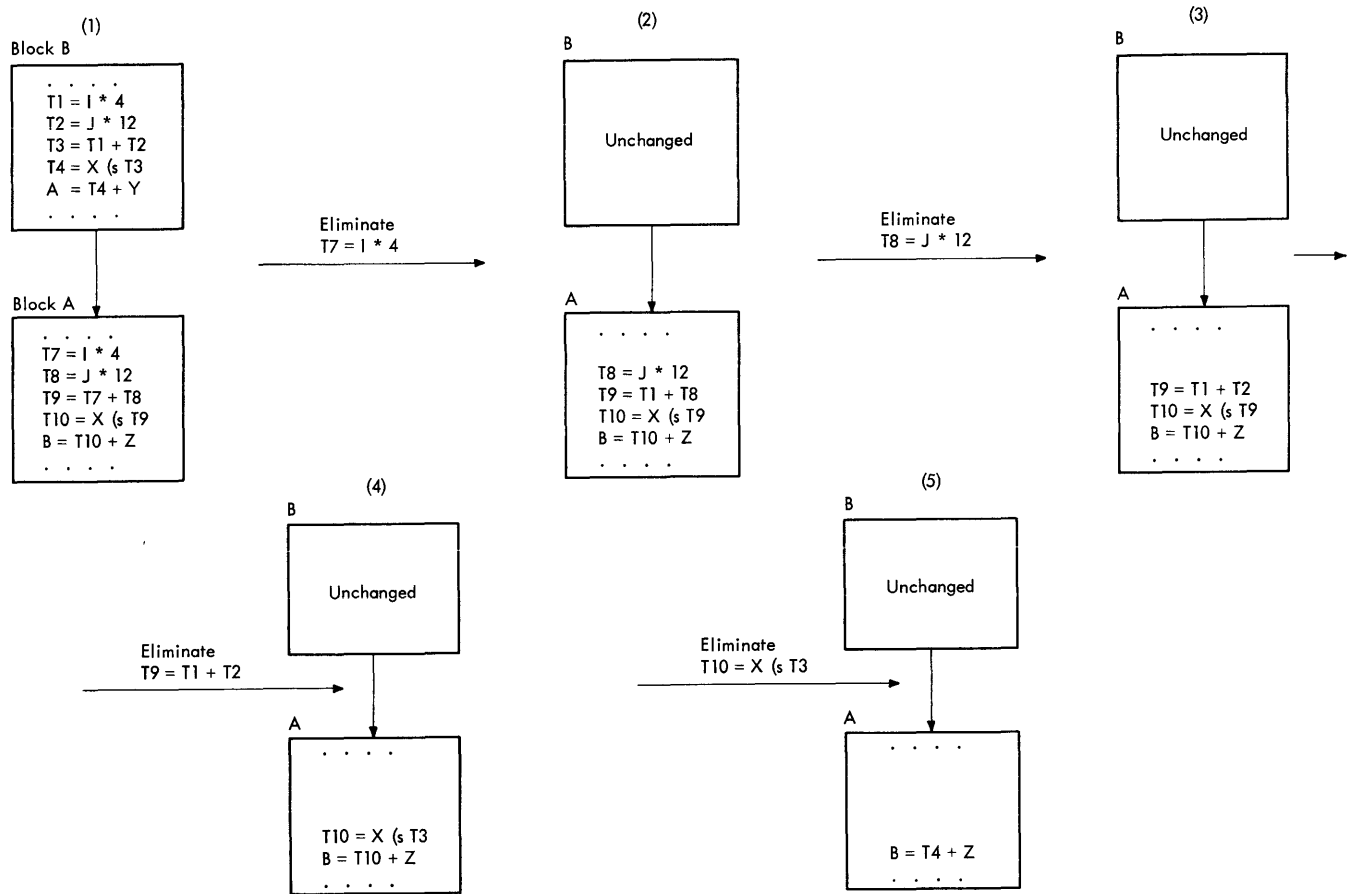 (1)
Block B
. . . .
T1 = I * 4
T2 = J * 12
T3 = T1 + T2
T4 = X (s T3
A = T4 + Y
. . . .
Eliminate
T7 = I * 4
Block A
. . . .
T7 = I * 4
T8 = J * 12
T9 = T7 + T8
T10 = X (s T9
B = T10 + Z
. . . .
(2)
B
Unchanged
Eliminate
T8 = J * 12
A
. . . .
T8 = J * 12
T9 = T1 + T8
T10 = X (s T9
B = T10 + Z
. . . .
(3)
B
Unchanged
A
. . . .
T9 = T1 + T2
T10 = X (s T9
B = T10 + Z
. . . .
Eliminate
T9 = T1 + T2
(4)
B
Unchanged
A
. . . .
T10 = X (s T3
B = T10 + Z
. . . .
Eliminate
T10 = X (s T3
(5)
B
Unchanged
A
. . . .
B = T4 + Z
. . . .